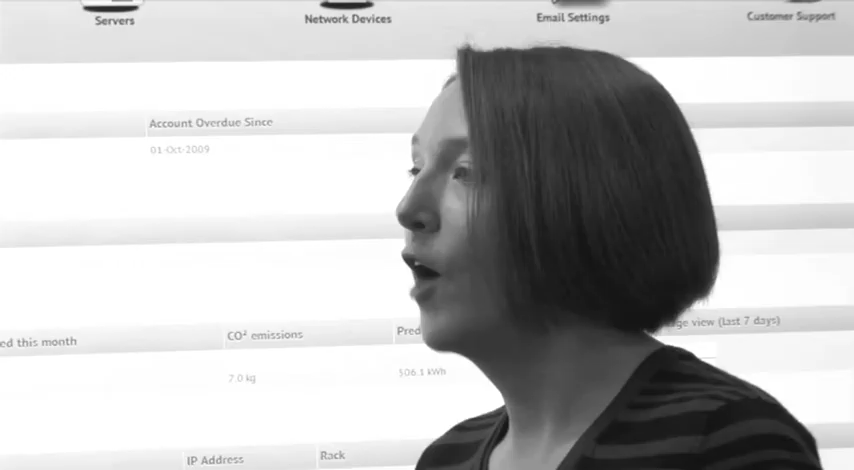 Servers Network Devices Email Settings Customer Support
Account Overdue Since
01-Oct-2009
ed this month CO² emissions Pred ge view (last 7 days)
7.0 kg 506.1 kWh
IP Address Rack